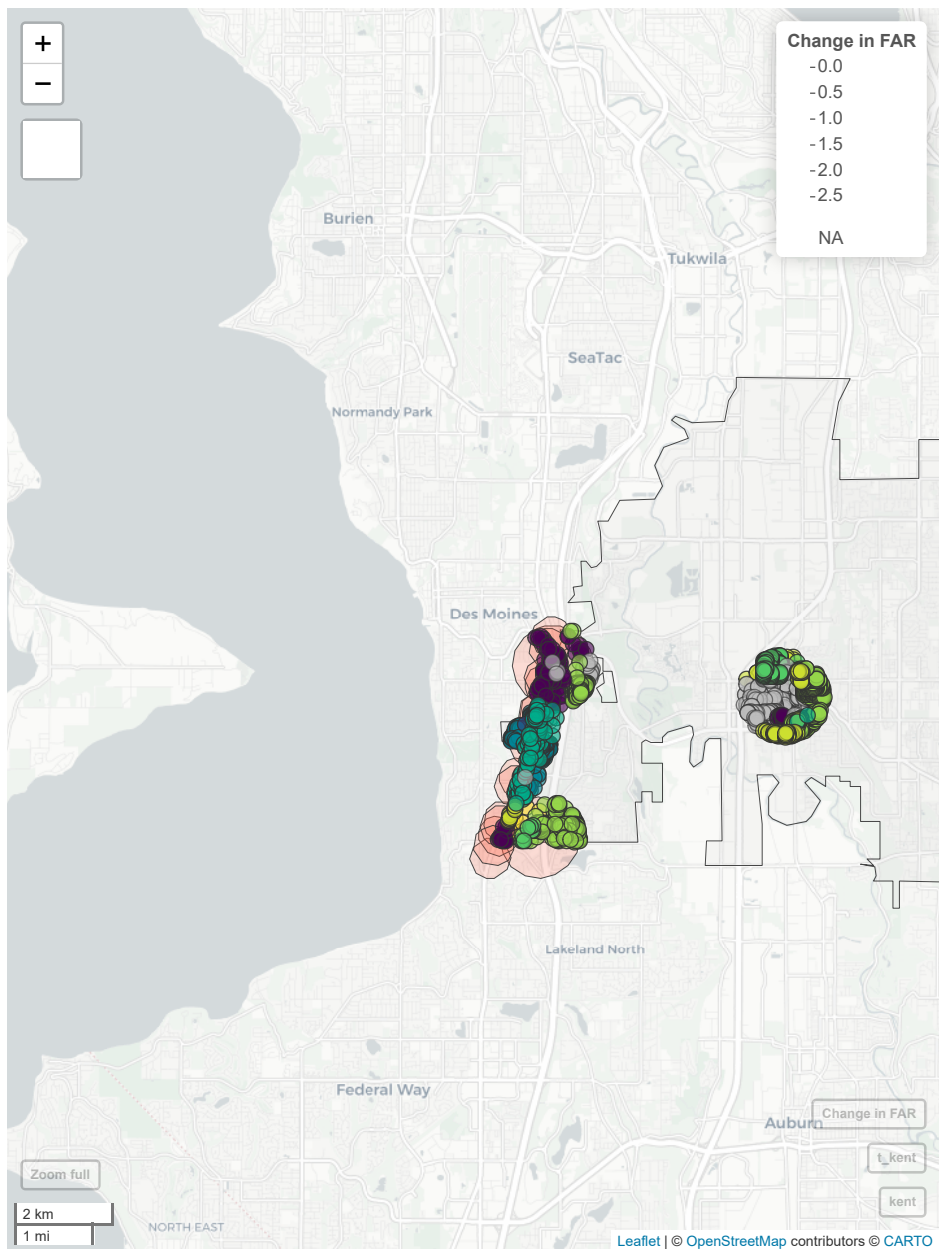 +
−
Change in FAR
-0.0
-0.5
-1.0
-1.5
-2.0
-2.5
NA
Burien
Tukwila
SeaTac
Normandy Park
Des Moines
Lakeland North
Federal Way
Change in FAR
Auburn
t_kent
Zoom full
kent
2 km
1 mi
NORTH EAST
Leaflet | © OpenStreetMap contributors © CARTO